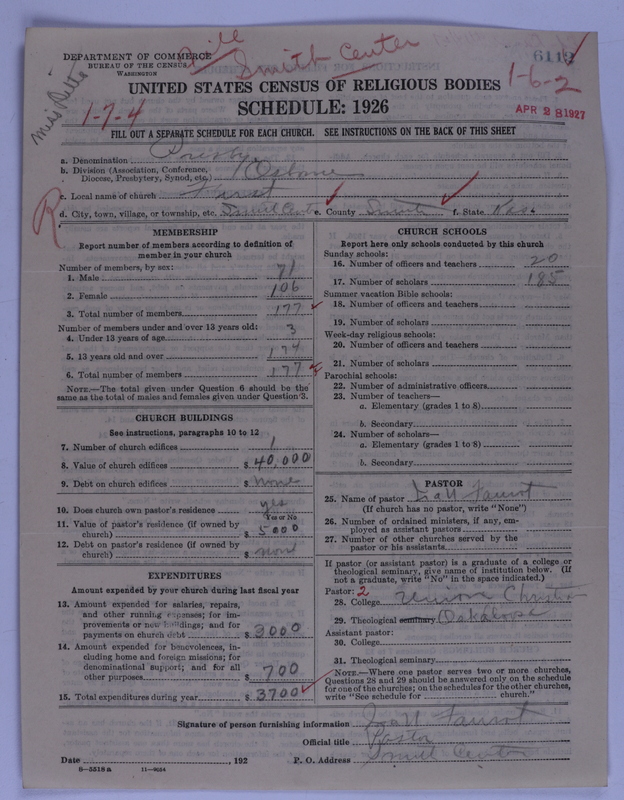 DEPARTMENT OF COMMERCE
BUREAU OF THE CENSUS
WASHINGTON
Smith Center
6112
1-6-2
1-7-4
UNITED STATES CENSUS OF RELIGIOUS BODIES
SCHEDULE: 1926
APR 28 1927
FILL OUT A SEPARATE SCHEDULE FOR EACH CHURCH. SEE INSTRUCTIONS ON THE BACK OF THIS SHEET
a. Denomination Presby.
b. Division (Association, Conference, Diocese, Presbytery, Synod, etc.) Osborne
c. Local name of church First
d. City, town, village, or township, etc. Smith Center e. County Smith f. State Kas.
R
MEMBERSHIP
Report number of members according to definition of
member in your church
Number of members, by sex:
1. Male 71
2. Female 106
3. Total number of members 177
Number of members under and over 13 years old:
4. Under 13 years of age 3
5. 13 years old and over 174
6. Total number of members 177
NOTE.—The total given under Question 6 should be the
same as the total of males and females given under Question 3.
CHURCH BUILDINGS
See instructions, paragraphs 10 to 12
7. Number of church edifices 1
8. Value of church edifices $ 40,000
9. Debt on church edifices $ none
10. Does church own pastor's residence? yes
Yes or No
11. Value of pastor's residence (if owned by
church) $ 5000
12. Debt on pastor's residence (if owned by
church) $ none
EXPENDITURES
Amount expended by your church during last fiscal year
13. Amount expended for salaries, repairs,
and other running expenses; for im-
provements or new buildings; and for
payments on church debt $ 3000
14. Amount expended for benevolences, in-
cluding home and foreign missions; for
denominational support; and for all
other purposes $ 700
15. Total expenditures during year $ 3700
CHURCH SCHOOLS
Report here only schools conducted by this church
Sunday schools:
16. Number of officers and teachers 20
17. Number of scholars 185
Summer vacation Bible schools:
18. Number of officers and teachers
19. Number of scholars
Week-day religious schools:
20. Number of officers and teachers
21. Number of scholars
Parochial schools:
22. Number of administrative officers
23. Number of teachers—
a. Elementary (grades 1 to 8)
b. Secondary
24. Number of scholars—
a. Elementary (grades 1 to 8)
b. Secondary
PASTOR
25. Name of pastor Ira N Faurot
(If church has no pastor, write "None")
26. Number of ordained ministers, if any, em-
ployed as assistant pastors
27. Number of other churches served by the
pastor or his assistants
If pastor (or assistant pastor) is a graduate of a college or
theological seminary, give name of institution below. (If
not a graduate, write "No" in the space indicated.)
Pastor: 2
28. College Union Christian
29. Theological seminary Oskaloosa
Assistant pastor:
30. College
31. Theological seminary
NOTE.—Where one pastor serves two or more churches,
Questions 28 and 29 should be answered only on the schedule
for one of the churches; on the schedules for the other churches,
write "See schedule for church."
Signature of person furnishing information Ira N Faurot
Official title Pastor
Date , 192 P. O. Address Smith Center
8—5518 a 11—9054